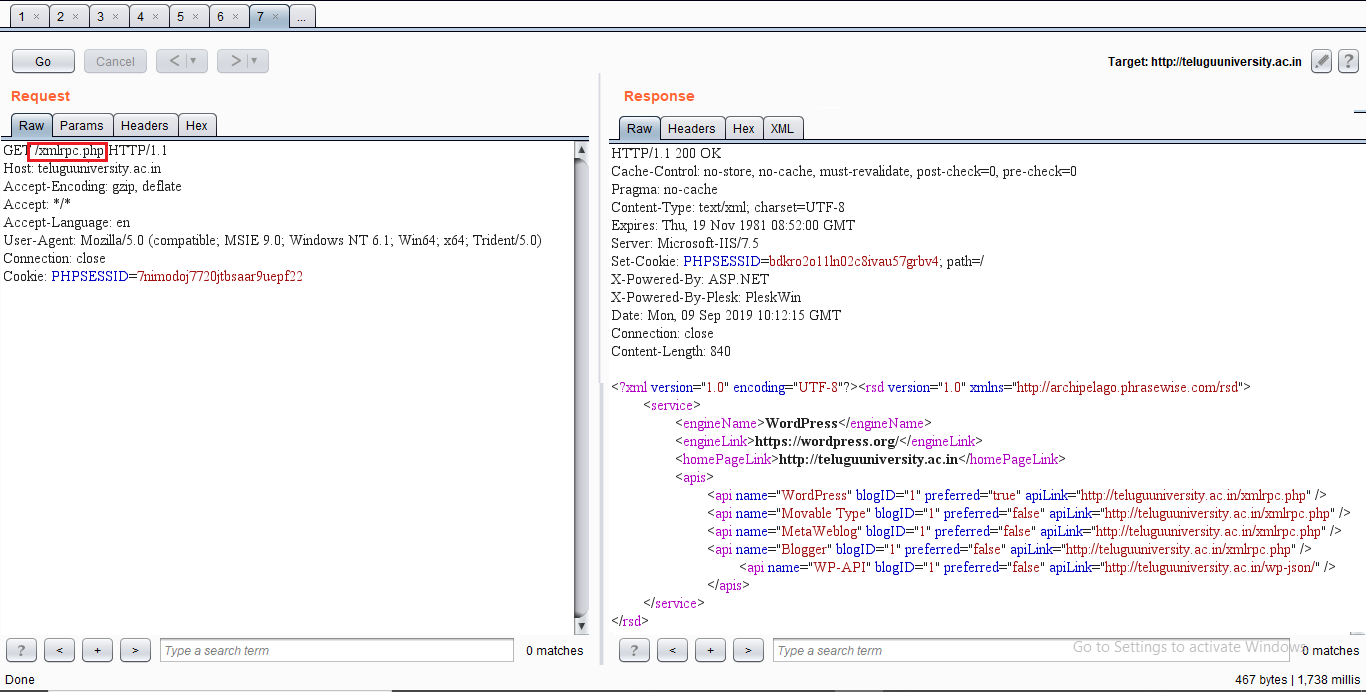 1 × 2 × 3 × 4 × 5 × 6 × 7 × ...
Go Cancel < | ▼ > | ▼ Target: http://teluguuniversity.ac.in ?
Request
Raw Params Headers Hex
GET /xmlrpc.php HTTP/1.1
Host: teluguuniversity.ac.in
Accept-Encoding: gzip, deflate
Accept: */*
Accept-Language: en
User-Agent: Mozilla/5.0 (compatible; MSIE 9.0; Windows NT 6.1; Win64; x64; Trident/5.0)
Connection: close
Cookie: PHPSESSID=7nimodoj7720jtbsaar9uepf22
? < + > Type a search term 0 matches
Response
Raw Headers Hex XML
HTTP/1.1 200 OK
Cache-Control: no-store, no-cache, must-revalidate, post-check=0, pre-check=0
Pragma: no-cache
Content-Type: text/xml; charset=UTF-8
Expires: Thu, 19 Nov 1981 08:52:00 GMT
Server: Microsoft-IIS/7.5
Set-Cookie: PHPSESSID=bdkro2o11ln02c8ivau57grbv4; path=/
X-Powered-By: ASP.NET
X-Powered-By-Plesk: PleskWin
Date: Mon, 09 Sep 2019 10:12:15 GMT
Connection: close
Content-Length: 840
<?xml version="1.0" encoding="UTF-8"?><rsd version="1.0" xmlns="http://archipelago.phrasewise.com/rsd">
<service>
<engineName>WordPress</engineName>
<engineLink>https://wordpress.org/</engineLink>
<homePageLink>http://teluguuniversity.ac.in</homePageLink>
<apis>
<api name="WordPress" blogID="1" preferred="true" apiLink="http://teluguuniversity.ac.in/xmlrpc.php" />
<api name="Movable Type" blogID="1" preferred="false" apiLink="http://teluguuniversity.ac.in/xmlrpc.php" />
<api name="MetaWeblog" blogID="1" preferred="false" apiLink="http://teluguuniversity.ac.in/xmlrpc.php" />
<api name="Blogger" blogID="1" preferred="false" apiLink="http://teluguuniversity.ac.in/xmlrpc.php" />
<api name="WP-API" blogID="1" preferred="false" apiLink="http://teluguuniversity.ac.in/wp-json/" />
</apis>
</service>
</rsd>
? < + > Type a search term 0 matches
Go to Settings to activate Windows.
Done 467 bytes | 1,738 millis